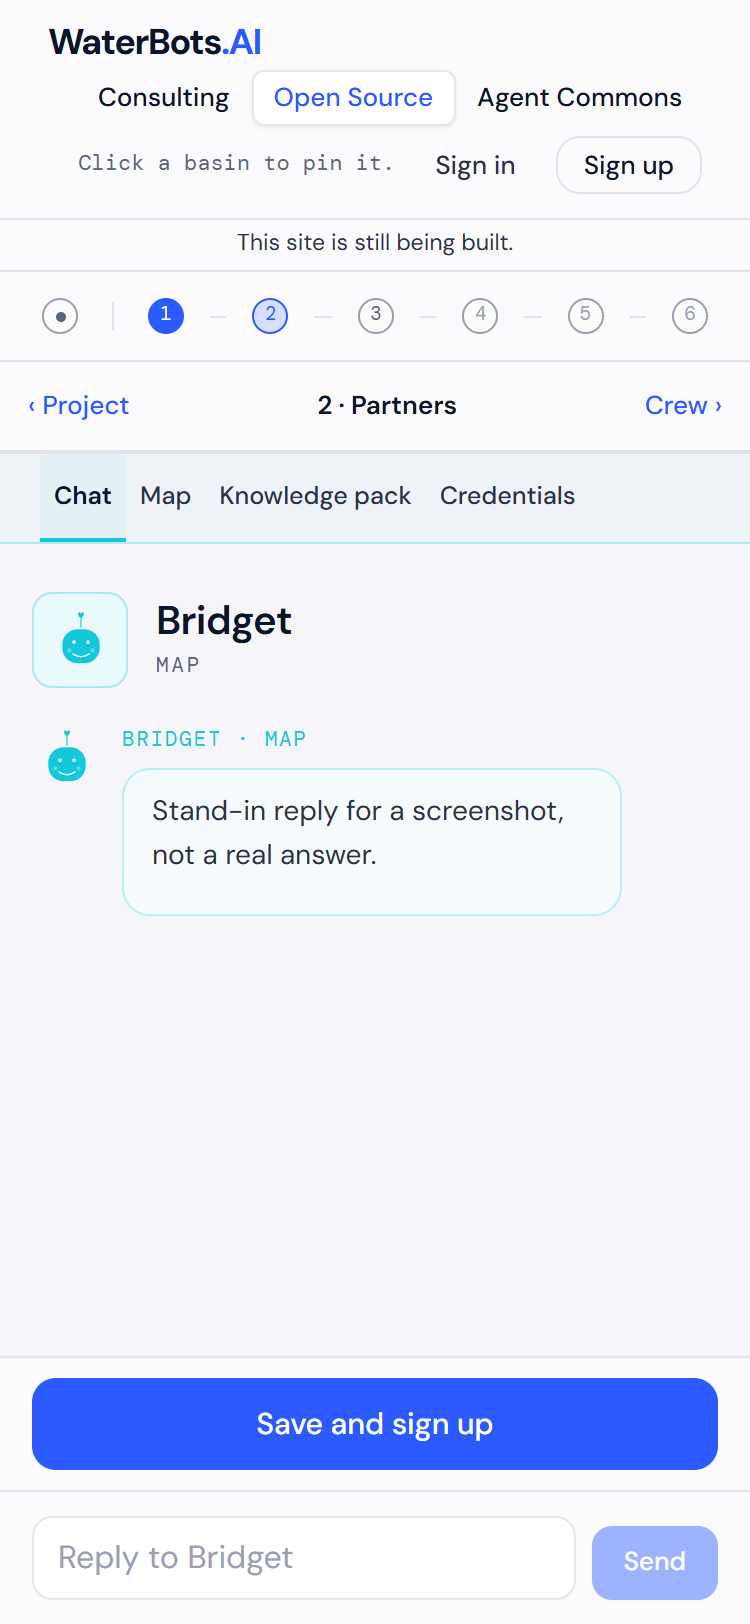 WaterBots.AI
Consulting Open Source Agent Commons
Click a basin to pin it. Sign in Sign up
This site is still being built.
1 2 3 4 5 6
‹ Project 2 · Partners Crew ›
Chat Map Knowledge pack Credentials
Bridget
MAP
BRIDGET · MAP
Stand-in reply for a screenshot,
not a real answer.
Save and sign up
Reply to Bridget Send